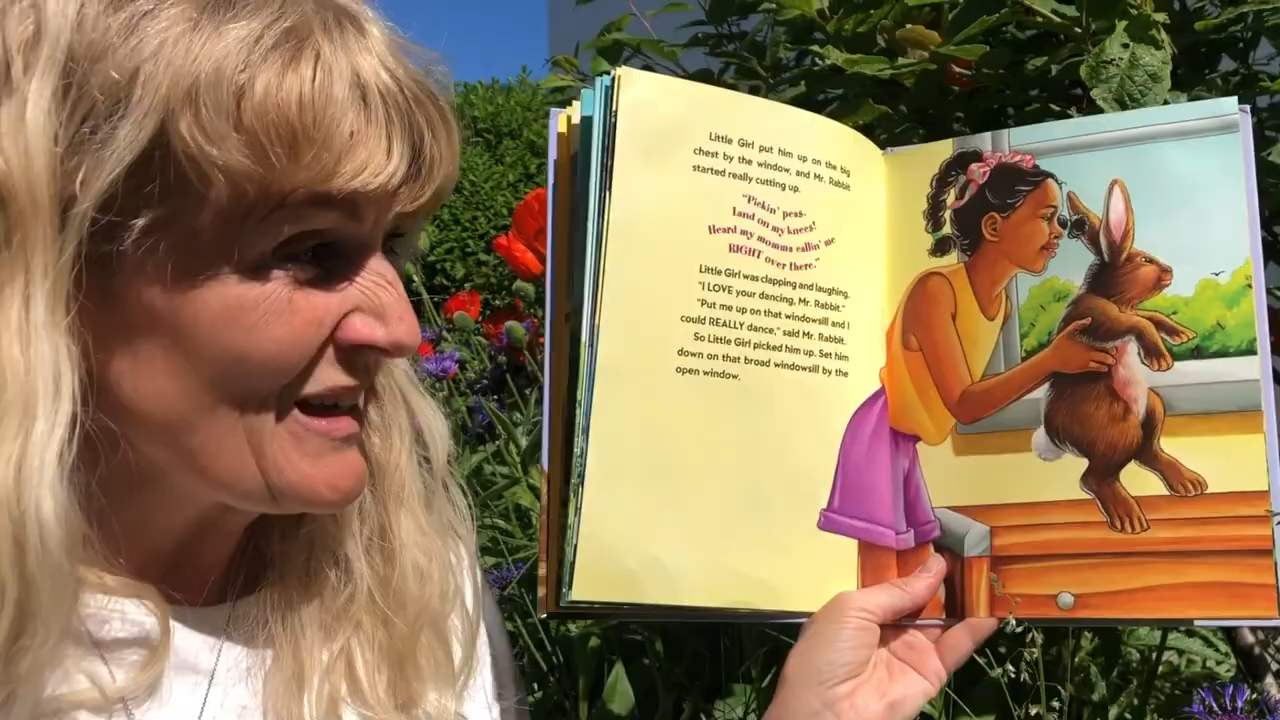 Little Girl put him up on the big
chest by the window, and Mr. Rabbit
started really cutting up.
"Pickin' peas-
land on my knees!
Heard my momma callin' me
RIGHT over there."
Little Girl was clapping and laughing.
"I LOVE your dancing, Mr. Rabbit."
"Put me up on that windowsill and I
could REALLY dance," said Mr. Rabbit.
So Little Girl picked him up. Set him
down on that broad windowsill by the
open window.